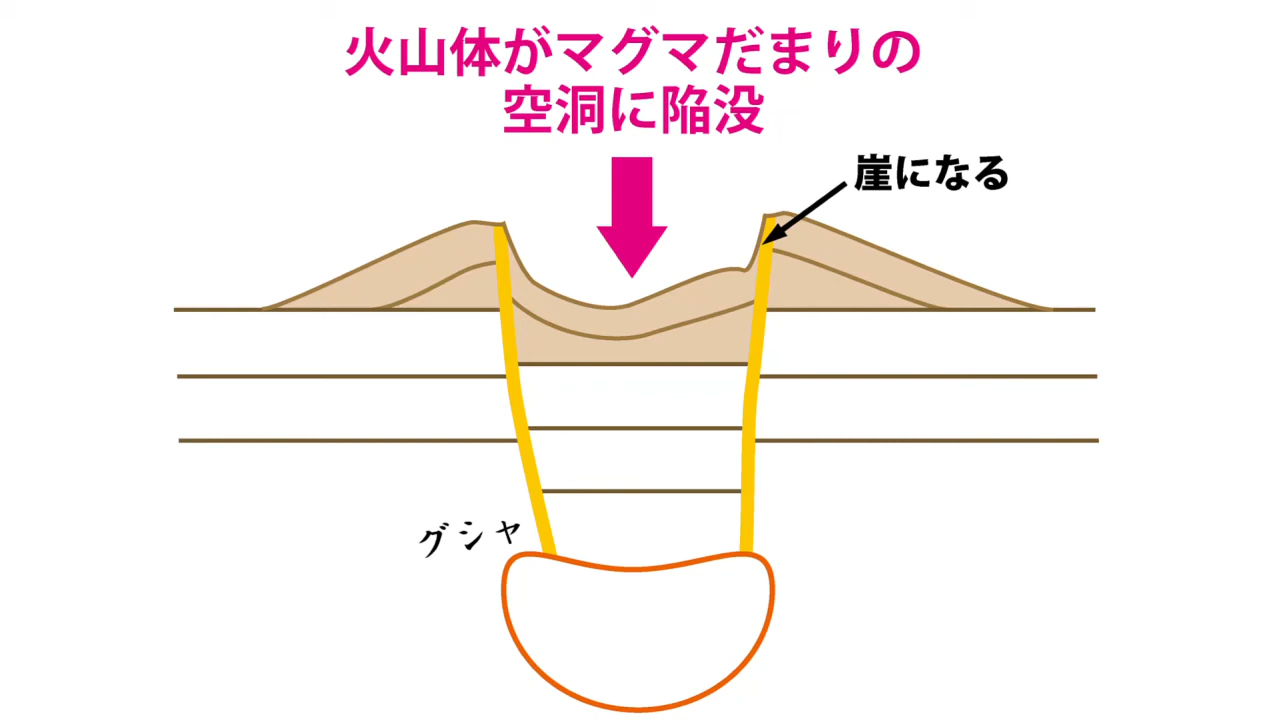 火山体がマグマだまりの
空洞に陥没
崖になる
グシャ